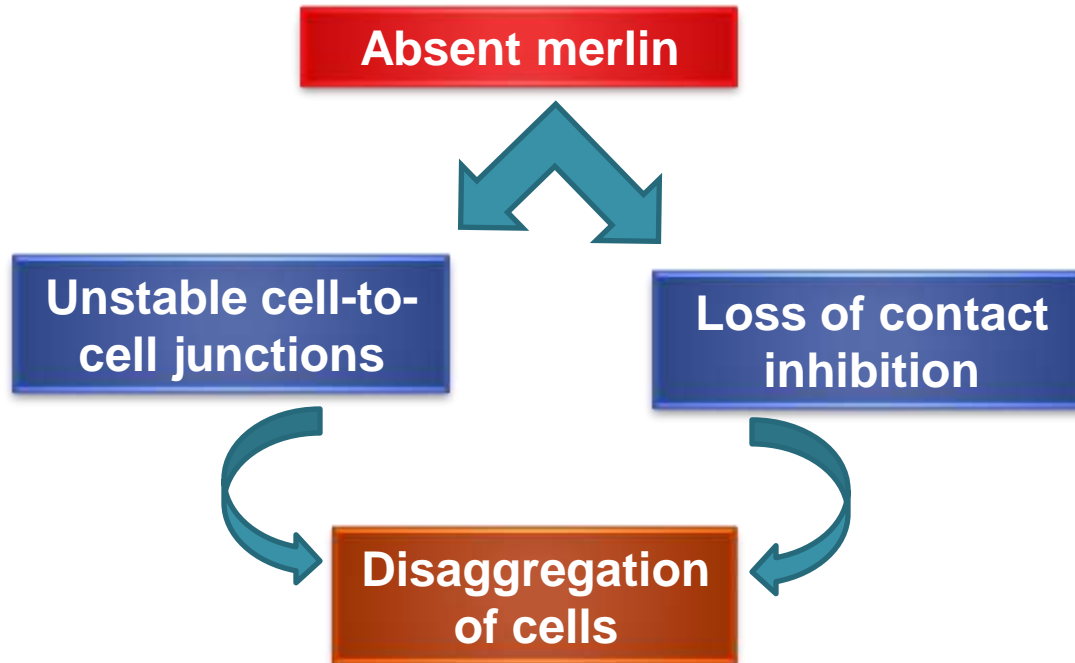 Absent merlin
Unstable cell-to-
cell junctions
Loss of contact
inhibition
Disaggregation
of cells